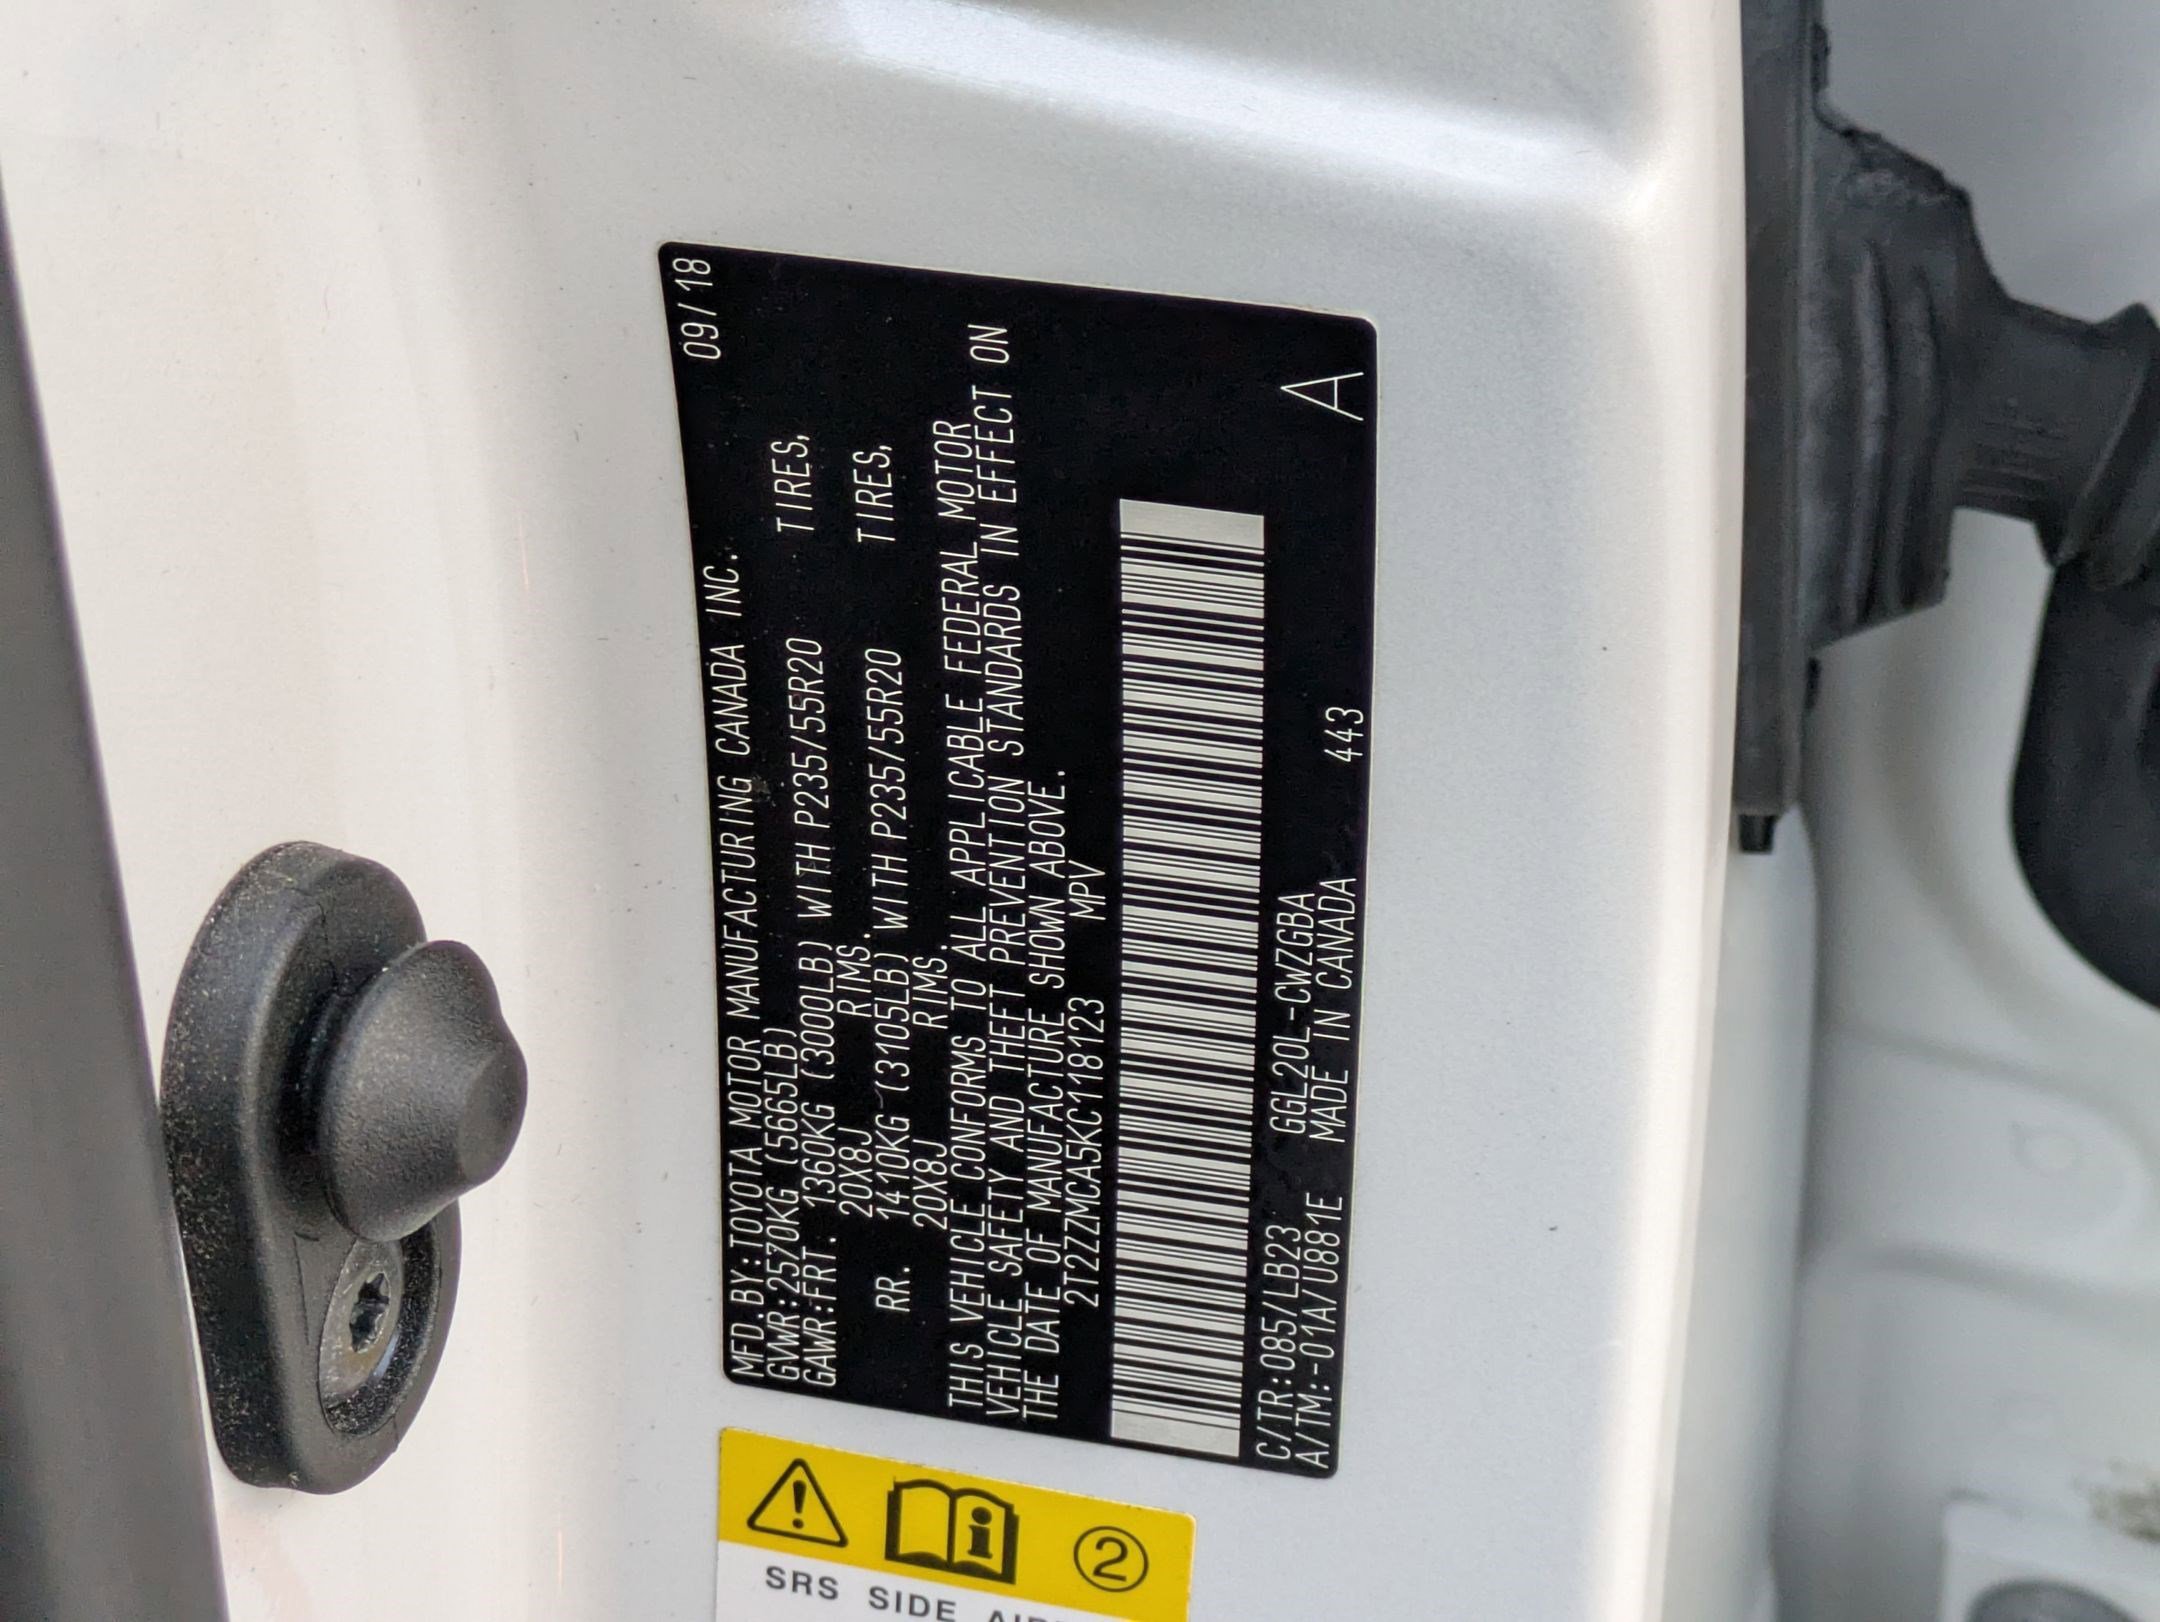 09/18
MFD.BY:TOYOTA MOTOR MANUFACTURING CANADA INC.
GVWR:2570KG (5665LB)
GAWR:FRT. 1360KG (3000LB) WITH P235/55R20 TIRES,
20X8J RIMS.
RR. 1410KG (3105LB) WITH P235/55R20 TIRES,
20X8J RIMS.
THIS VEHICLE CONFORMS TO ALL APPLICABLE FEDERAL MOTOR
VEHICLE SAFETY AND THEFT PREVENTION STANDARDS IN EFFECT ON
THE DATE OF MANUFACTURE SHOWN ABOVE.
2T2ZZMCA5KC118123 MPV
C/TR:085/LB23 GGL20L-CWZGBA
A/TM:-01A/U881E MADE IN CANADA 443 A
2
SRS SIDE